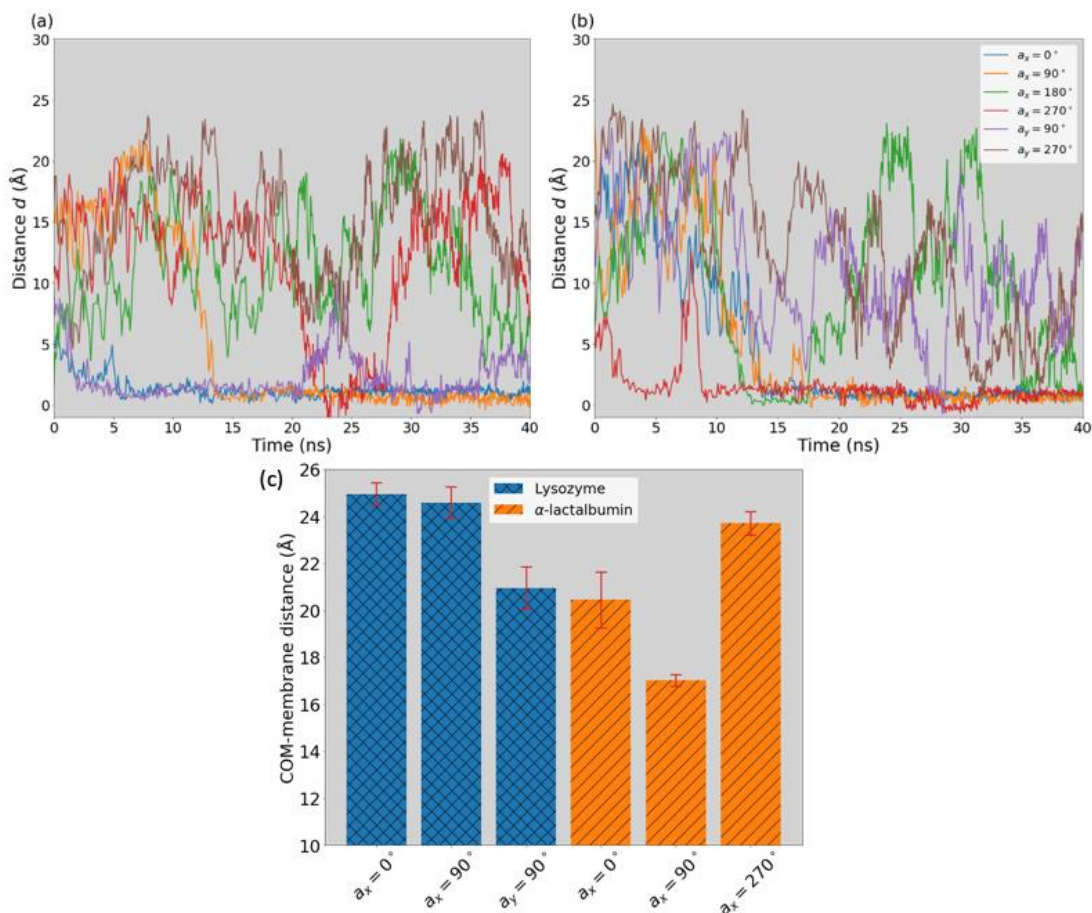 (a)
30
25
20
15
10
5
0
Distance d (Å)
0 5 10 15 20 25 30 35 40
Time (ns)
(b)
30
25
20
15
10
5
0
Distance d (Å)
a_x = 0°
a_x = 90°
a_x = 180°
a_x = 270°
a_y = 90°
a_y = 270°
0 5 10 15 20 25 30 35 40
Time (ns)
(c)
26
24
22
20
18
16
14
12
10
COM-membrane distance (Å)
Lysozyme
α-lactalbumin
a_x = 0°
a_x = 90°
a_y = 90°
a_x = 0°
a_x = 90°
a_x = 270°